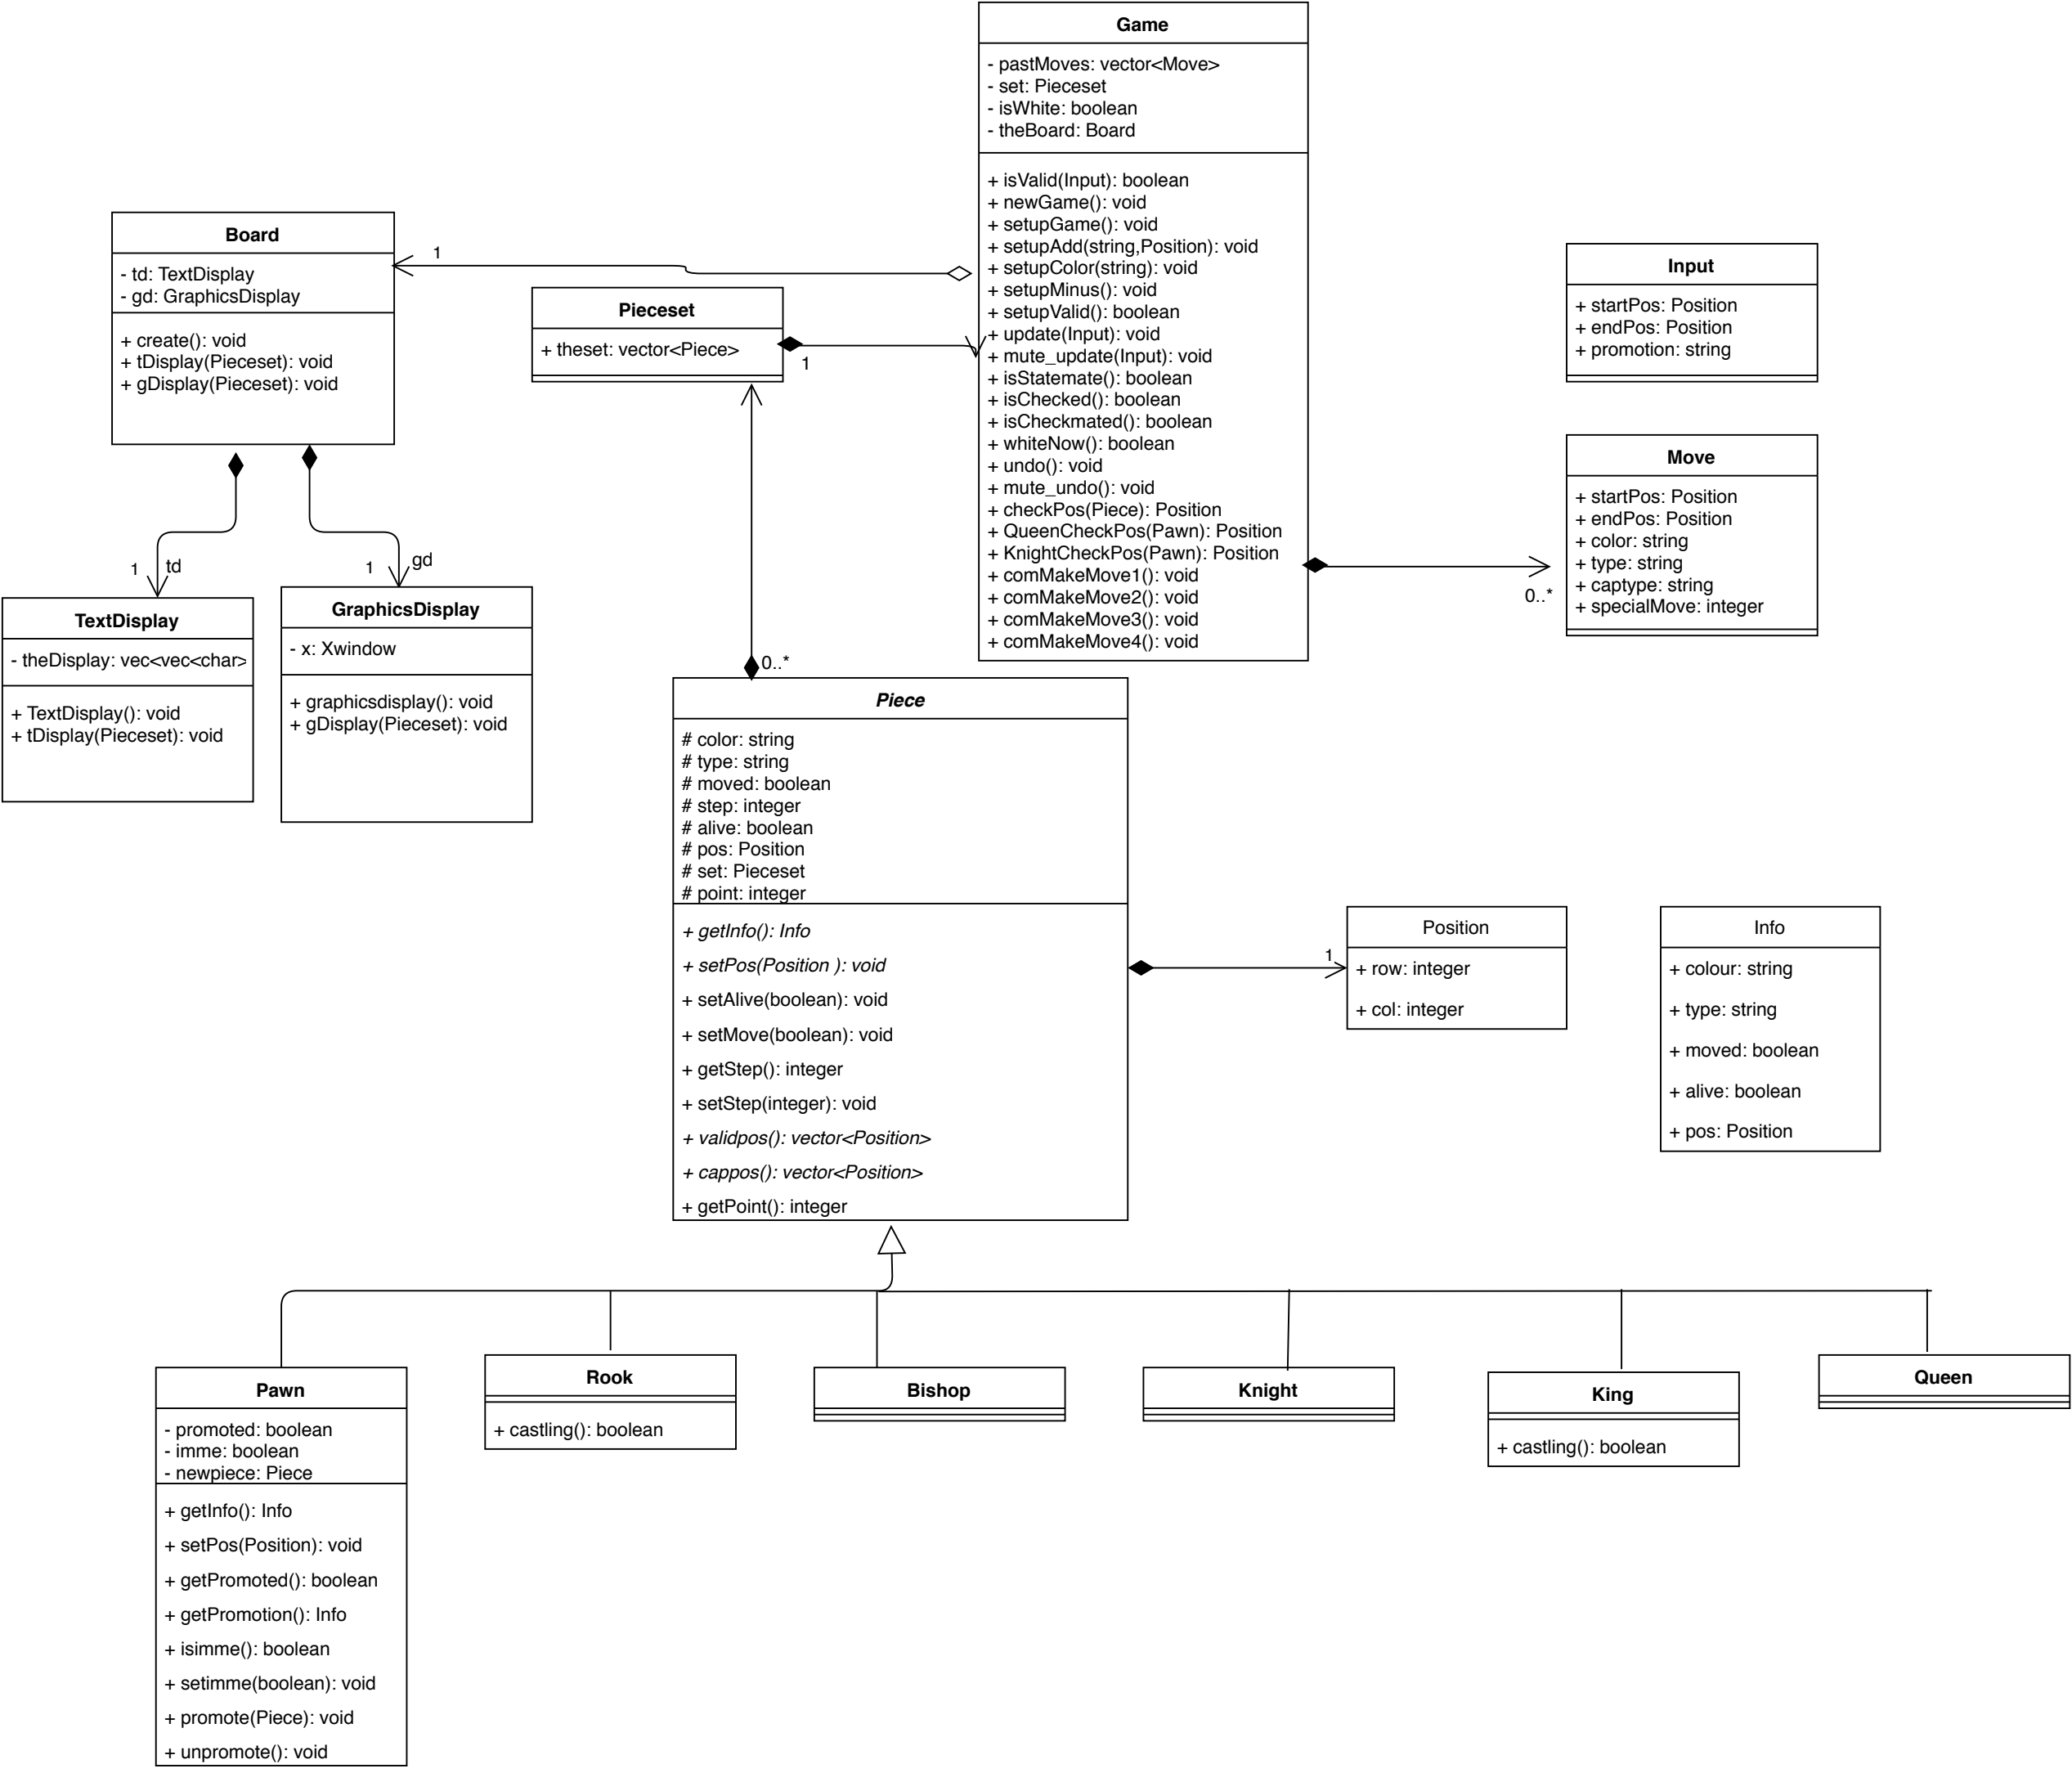 Game
- pastMoves: vector<Move>
- set: Pieceset
- isWhite: boolean
- theBoard: Board
+ isValid(Input): boolean
+ newGame(): void
+ setupGame(): void
+ setupAdd(string,Position): void
+ setupColor(string): void
+ setupMinus(): void
+ setupValid(): boolean
+ update(Input): void
+ mute_update(Input): void
+ isStatemate(): boolean
+ isChecked(): boolean
+ isCheckmated(): boolean
+ whiteNow(): boolean
+ undo(): void
+ mute_undo(): void
+ checkPos(Piece): Position
+ QueenCheckPos(Pawn): Position
+ KnightCheckPos(Pawn): Position
+ comMakeMove1(): void
+ comMakeMove2(): void
+ comMakeMove3(): void
+ comMakeMove4(): void
Board
- td: TextDisplay
- gd: GraphicsDisplay
+ create(): void
+ tDisplay(Pieceset): void
+ gDisplay(Pieceset): void
1
Pieceset
+ theset: vector<Piece>
1
Input
+ startPos: Position
+ endPos: Position
+ promotion: string
Move
+ startPos: Position
+ endPos: Position
+ color: string
+ type: string
+ captype: string
+ specialMove: integer
0..*
1
td
1
gd
TextDisplay
- theDisplay: vec<vec<char>
+ TextDisplay(): void
+ tDisplay(Pieceset): void
GraphicsDisplay
- x: Xwindow
+ graphicsdisplay(): void
+ gDisplay(Pieceset): void
0..*
Piece
# color: string
# type: string
# moved: boolean
# step: integer
# alive: boolean
# pos: Position
# set: Pieceset
# point: integer
+ getInfo(): Info
+ setPos(Position ): void
+ setAlive(boolean): void
+ setMove(boolean): void
+ getStep(): integer
+ setStep(integer): void
+ validpos(): vector<Position>
+ cappos(): vector<Position>
+ getPoint(): integer
1
Position
+ row: integer
+ col: integer
Info
+ colour: string
+ type: string
+ moved: boolean
+ alive: boolean
+ pos: Position
Pawn
- promoted: boolean
- imme: boolean
- newpiece: Piece
+ getInfo(): Info
+ setPos(Position): void
+ getPromoted(): boolean
+ getPromotion(): Info
+ isimme(): boolean
+ setimme(boolean): void
+ promote(Piece): void
+ unpromote(): void
Rook
+ castling(): boolean
Bishop
Knight
King
+ castling(): boolean
Queen